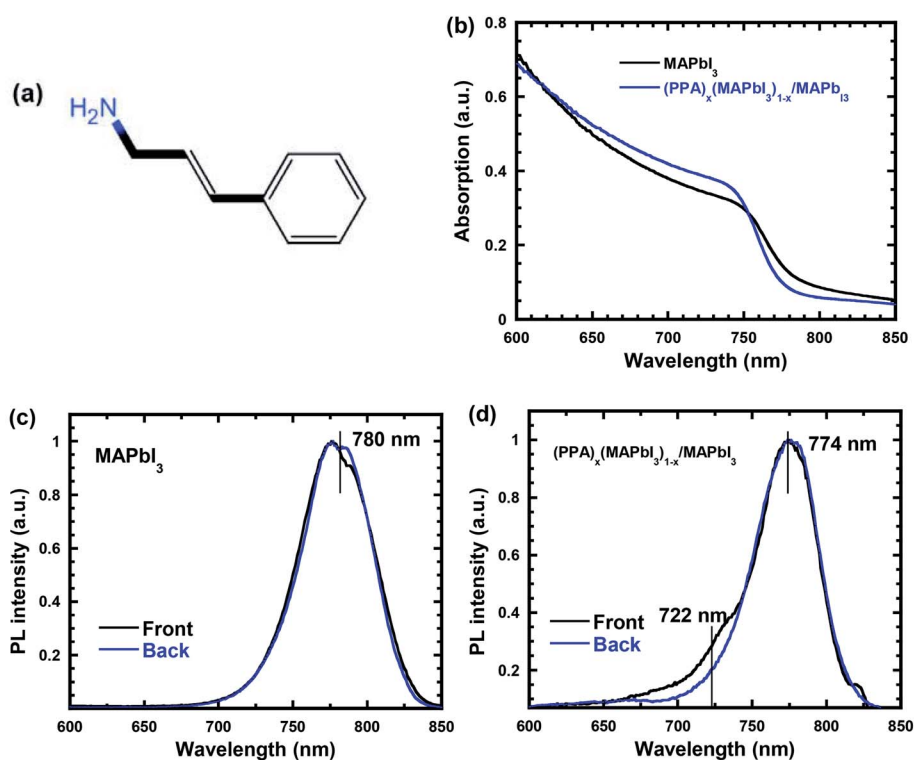 (a)
H₂N
(b)
0.8
0.6
0.4
0.2
0
Absorption (a.u.)
MAPbI₃
(PPA)ₓ(MAPbI₃)₁₋ₓ/MAPb_I3
600 650 700 750 800 850
Wavelength (nm)
(c)
1
0.8
0.6
0.4
0.2
PL intensity (a.u.)
MAPbI₃
780 nm
Front
Back
600 650 700 750 800 850
Wavelength (nm)
(d)
1
0.8
0.6
0.4
0.2
PL intensity (a.u.)
(PPA)ₓ(MAPbI₃)₁₋ₓ/MAPbI₃
774 nm
722 nm
Front
Back
600 650 700 750 800 850
Wavelength (nm)